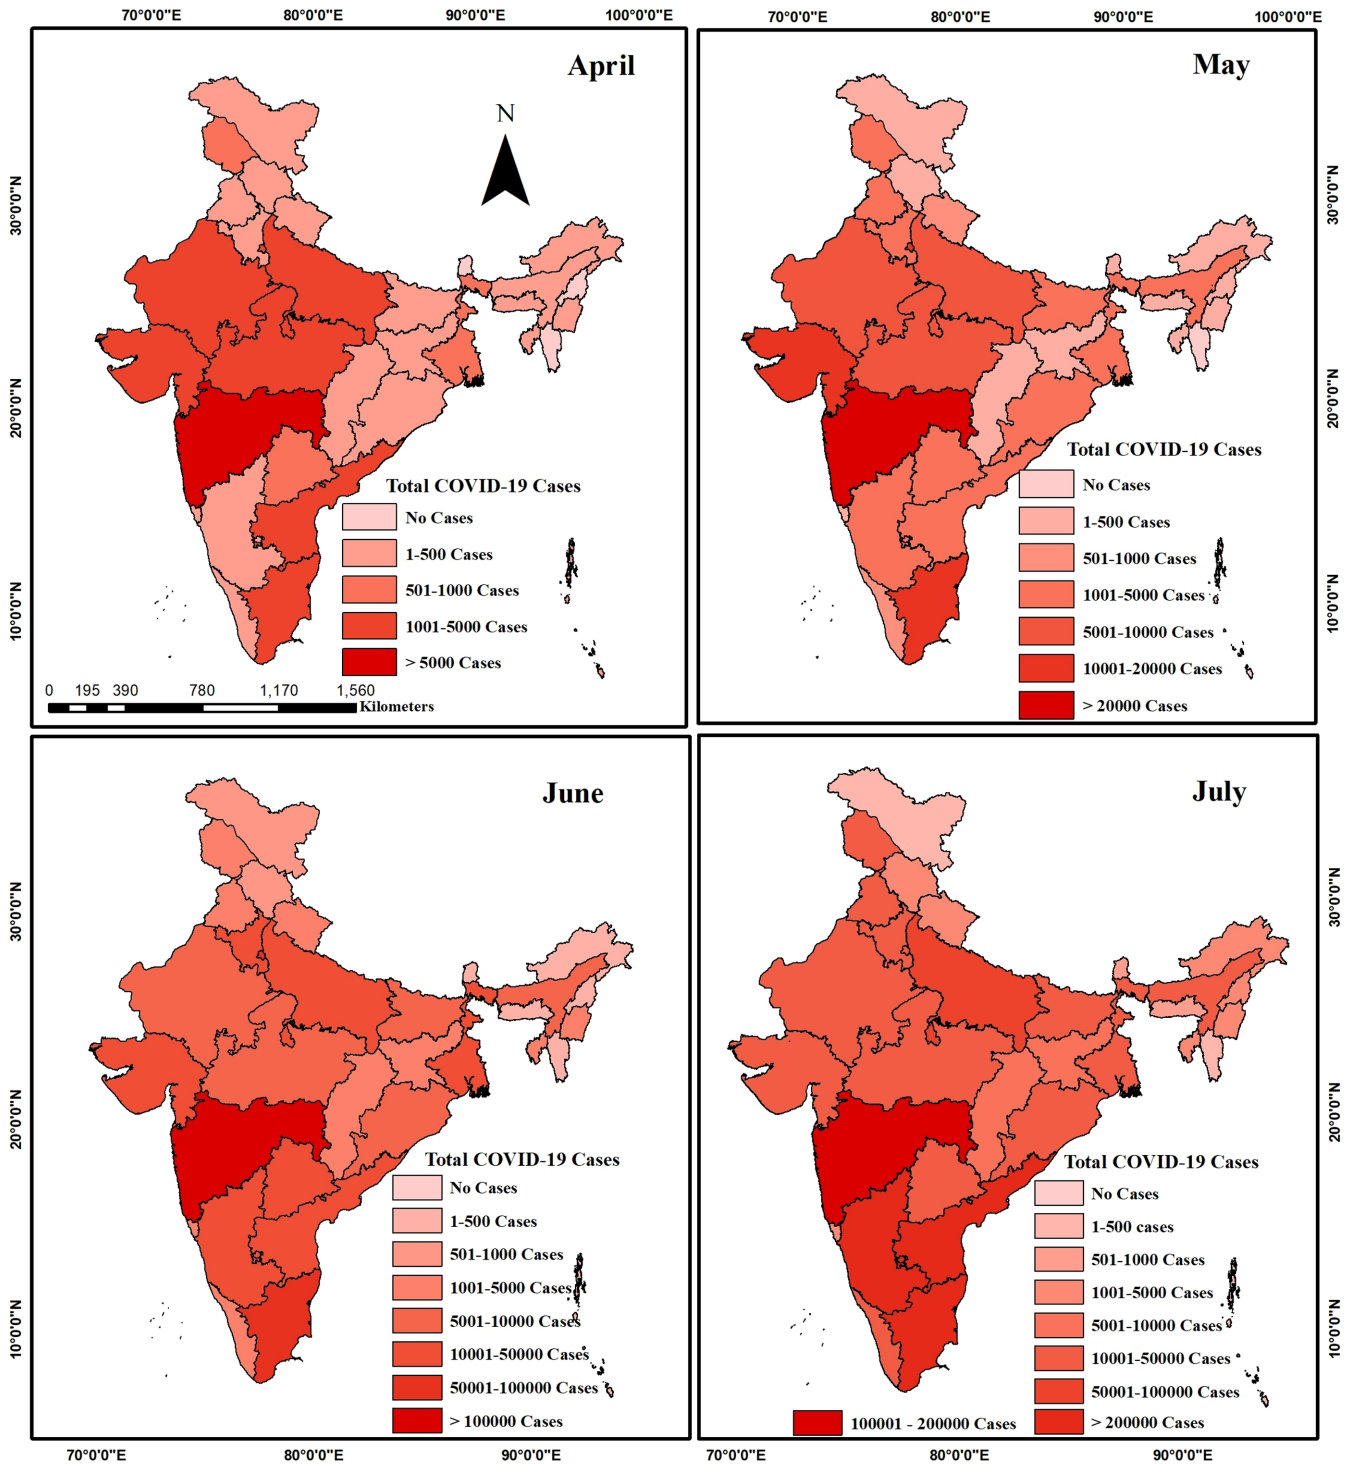 70°0'0"E 80°0'0"E 90°0'0"E 100°0'0"E 70°0'0"E 80°0'0"E 90°0'0"E 100°0'0"E
April
N
30°0'0"N
20°0'0"N
10°0'0"N
Total COVID-19 Cases
No Cases
1-500 Cases
501-1000 Cases
1001-5000 Cases
> 5000 Cases
0 195 390 780 1,170 1,560
Kilometers
May
30°0'0"N
20°0'0"N
10°0'0"N
Total COVID-19 Cases
No Cases
1-500 Cases
501-1000 Cases
1001-5000 Cases
5001-10000 Cases
10001-20000 Cases
> 20000 Cases
June
30°0'0"N
20°0'0"N
10°0'0"N
Total COVID-19 Cases
No Cases
1-500 Cases
501-1000 Cases
1001-5000 Cases
5001-10000 Cases
10001-50000 Cases
50001-100000 Cases
> 100000 Cases
July
30°0'0"N
20°0'0"N
10°0'0"N
Total COVID-19 Cases
No Cases
1-500 cases
501-1000 Cases
1001-5000 Cases
5001-10000 Cases
10001-50000 Cases
50001-100000 Cases
100001 - 200000 Cases > 200000 Cases
70°0'0"E 80°0'0"E 90°0'0"E 70°0'0"E 80°0'0"E 90°0'0"E